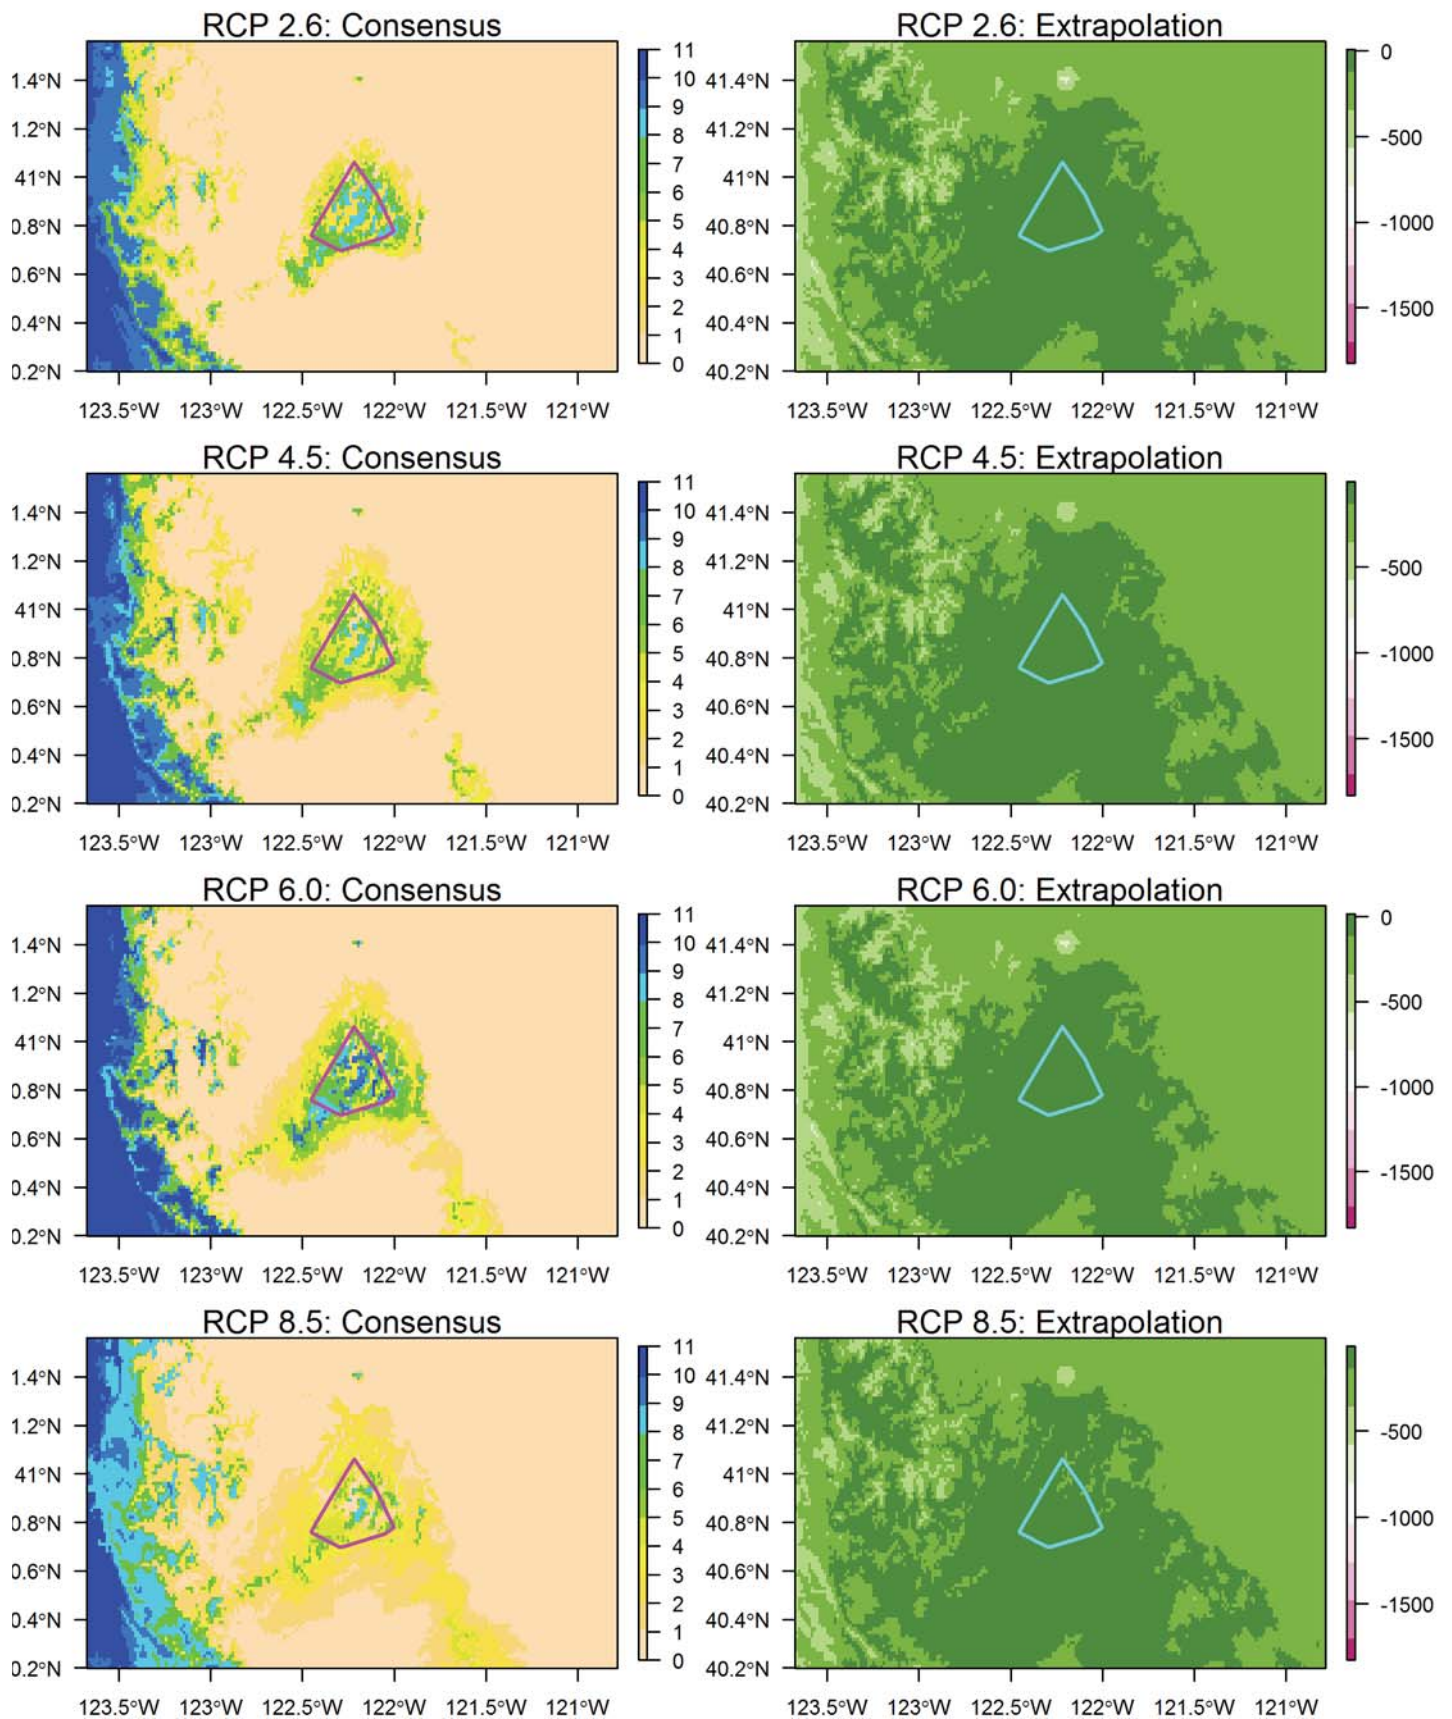 RCP 2.6: Consensus
1.4°N
1.2°N
41°N
0.8°N
0.6°N
0.4°N
0.2°N
123.5°W 123°W 122.5°W 122°W 121.5°W 121°W
11
10
9
8
7
6
5
4
3
2
1
0
RCP 2.6: Extrapolation
41.4°N
41.2°N
41°N
40.8°N
40.6°N
40.4°N
40.2°N
123.5°W 123°W 122.5°W 122°W 121.5°W 121°W
0
-500
-1000
-1500
RCP 4.5: Consensus
1.4°N
1.2°N
41°N
0.8°N
0.6°N
0.4°N
0.2°N
123.5°W 123°W 122.5°W 122°W 121.5°W 121°W
11
10
9
8
7
6
5
4
3
2
1
0
RCP 4.5: Extrapolation
41.4°N
41.2°N
41°N
40.8°N
40.6°N
40.4°N
40.2°N
123.5°W 123°W 122.5°W 122°W 121.5°W 121°W
-500
-1000
-1500
RCP 6.0: Consensus
1.4°N
1.2°N
41°N
0.8°N
0.6°N
0.4°N
0.2°N
123.5°W 123°W 122.5°W 122°W 121.5°W 121°W
11
10
9
8
7
6
5
4
3
2
1
0
RCP 6.0: Extrapolation
41.4°N
41.2°N
41°N
40.8°N
40.6°N
40.4°N
40.2°N
123.5°W 123°W 122.5°W 122°W 121.5°W 121°W
0
-500
-1000
-1500
RCP 8.5: Consensus
1.4°N
1.2°N
41°N
0.8°N
0.6°N
0.4°N
0.2°N
123.5°W 123°W 122.5°W 122°W 121.5°W 121°W
11
10
9
8
7
6
5
4
3
2
1
0
RCP 8.5: Extrapolation
41.4°N
41.2°N
41°N
40.8°N
40.6°N
40.4°N
40.2°N
123.5°W 123°W 122.5°W 122°W 121.5°W 121°W
-500
-1000
-1500